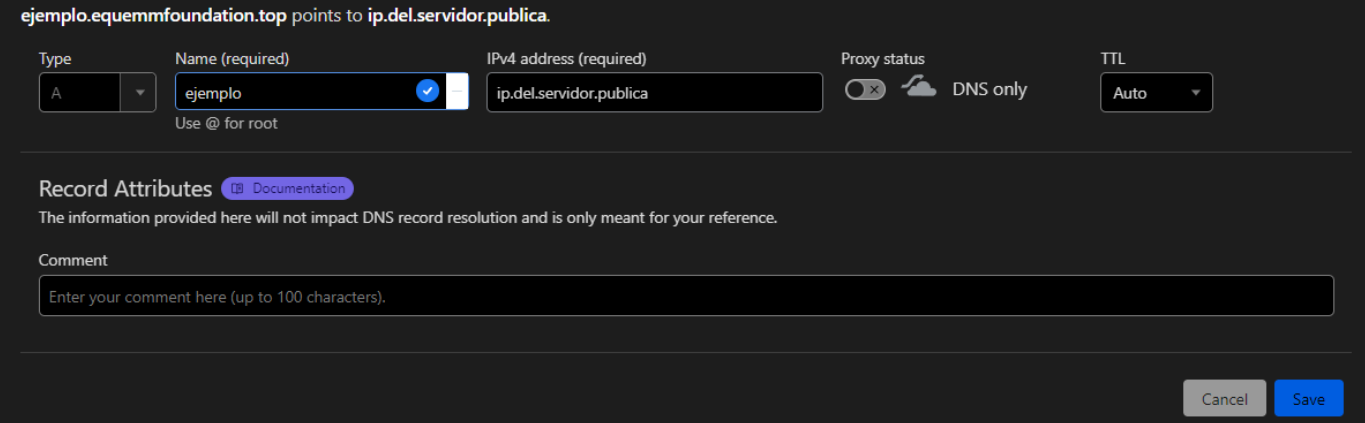 ejemplo.equemmfoundation.top points to ip.del.servidor.publica.
Type Name (required) IPv4 address (required) Proxy status TTL
A ejemplo ip.del.servidor.publica DNS only Auto
Use @ for root
Record Attributes Documentation
The information provided here will not impact DNS record resolution and is only meant for your reference.
Comment
Enter your comment here (up to 100 characters).
Cancel Save